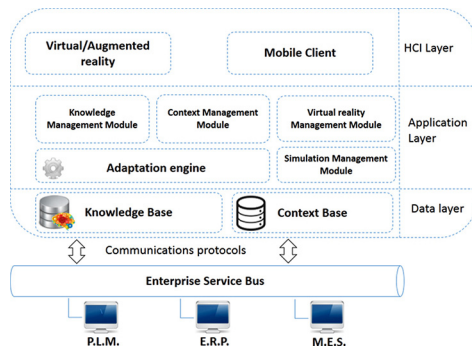 Virtual/Augmented
reality
Mobile Client
HCI Layer
Knowledge
Management Module
Context Management
Module
Virtual reality
Management Module
Application
Layer
Adaptation engine
Simulation Management
Module
Knowledge Base
Context Base
Data layer
Communications protocols
Enterprise Service Bus
P.L.M.
E.R.P.
M.E.S.